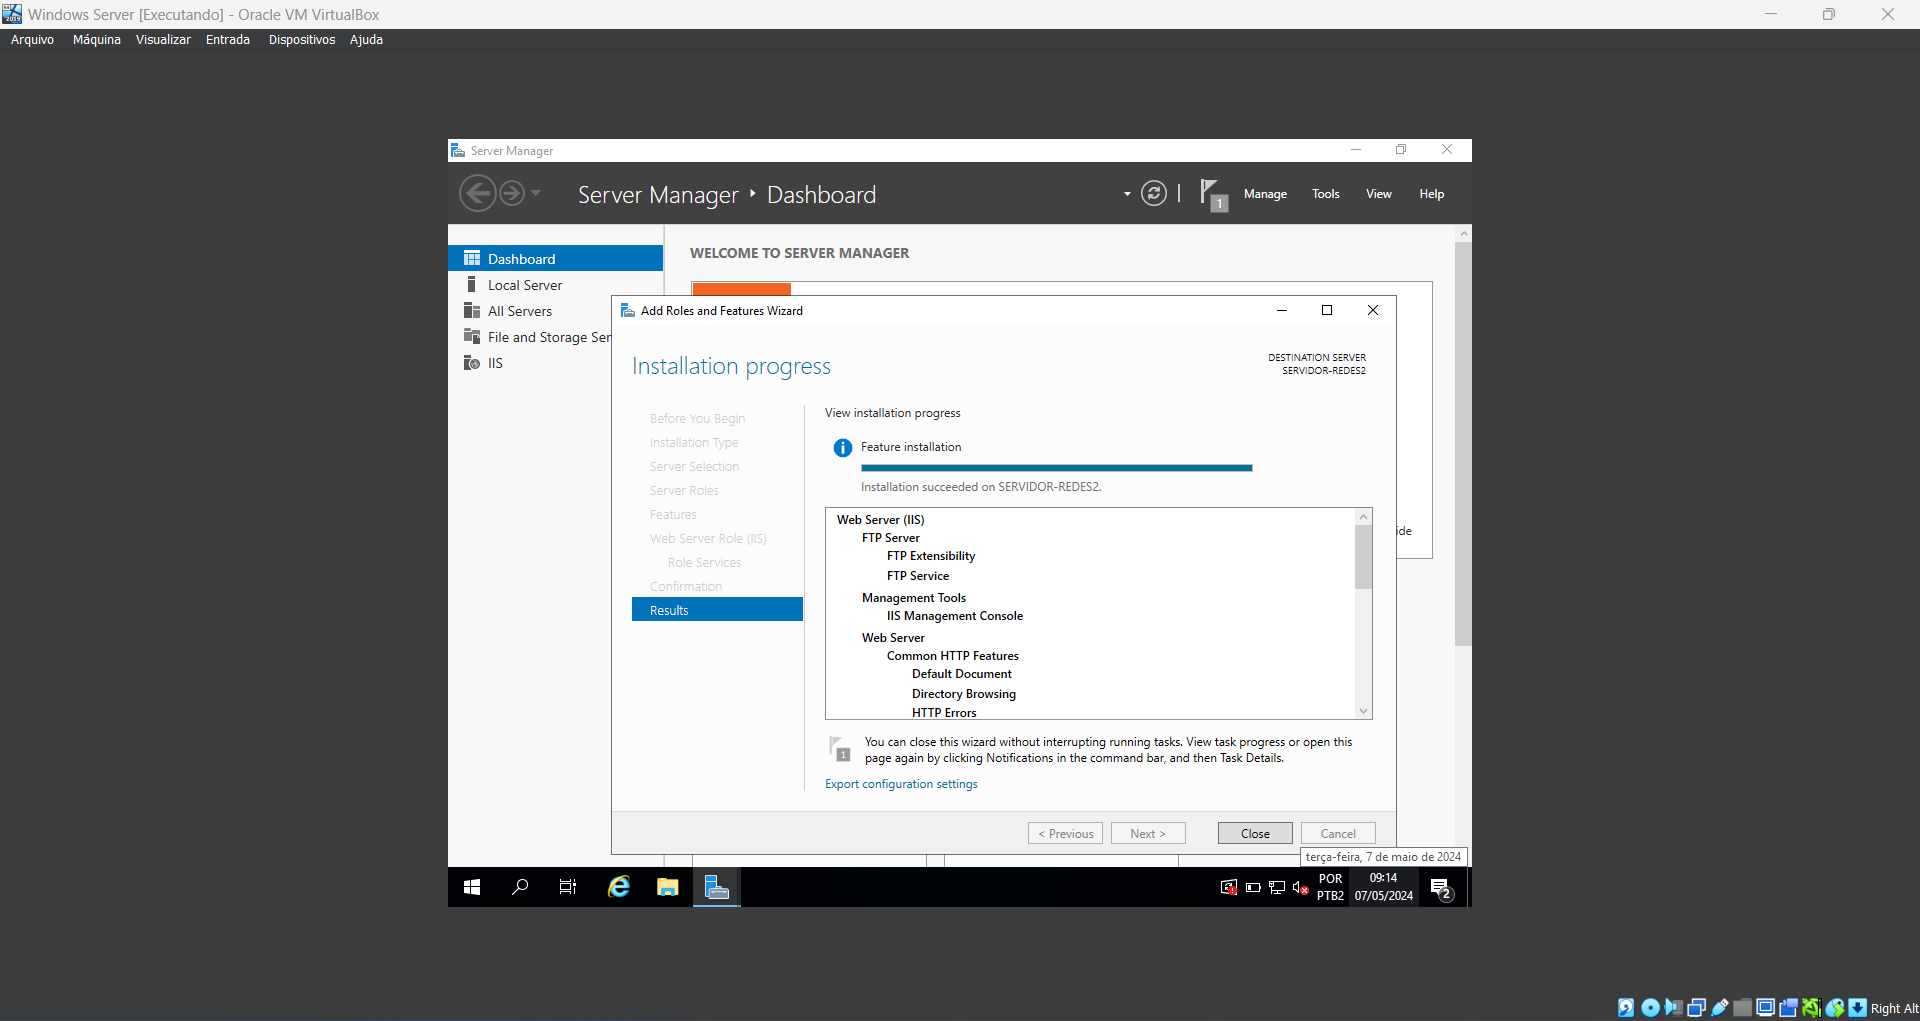 Windows Server [Executando] - Oracle VM VirtualBox
Arquivo Máquina Visualizar Entrada Dispositivos Ajuda
Server Manager
Server Manager ‣ Dashboard
1 Manage Tools View Help
Dashboard
Local Server
All Servers
File and Storage Ser
IIS
WELCOME TO SERVER MANAGER
Add Roles and Features Wizard
Installation progress
DESTINATION SERVER
SERVIDOR-REDES2
Before You Begin
Installation Type
Server Selection
Server Roles
Features
Web Server Role (IIS)
Role Services
Confirmation
Results
View installation progress
Feature installation
Installation succeeded on SERVIDOR-REDES2.
Web Server (IIS)
FTP Server
FTP Extensibility
FTP Service
Management Tools
IIS Management Console
Web Server
Common HTTP Features
Default Document
Directory Browsing
HTTP Errors
ide
1
You can close this wizard without interrupting running tasks. View task progress or open this
page again by clicking Notifications in the command bar, and then Task Details.
Export configuration settings
< Previous Next > Close Cancel
terça-feira, 7 de maio de 2024
POR
PTB2
09:14
07/05/2024
2
Right Alt